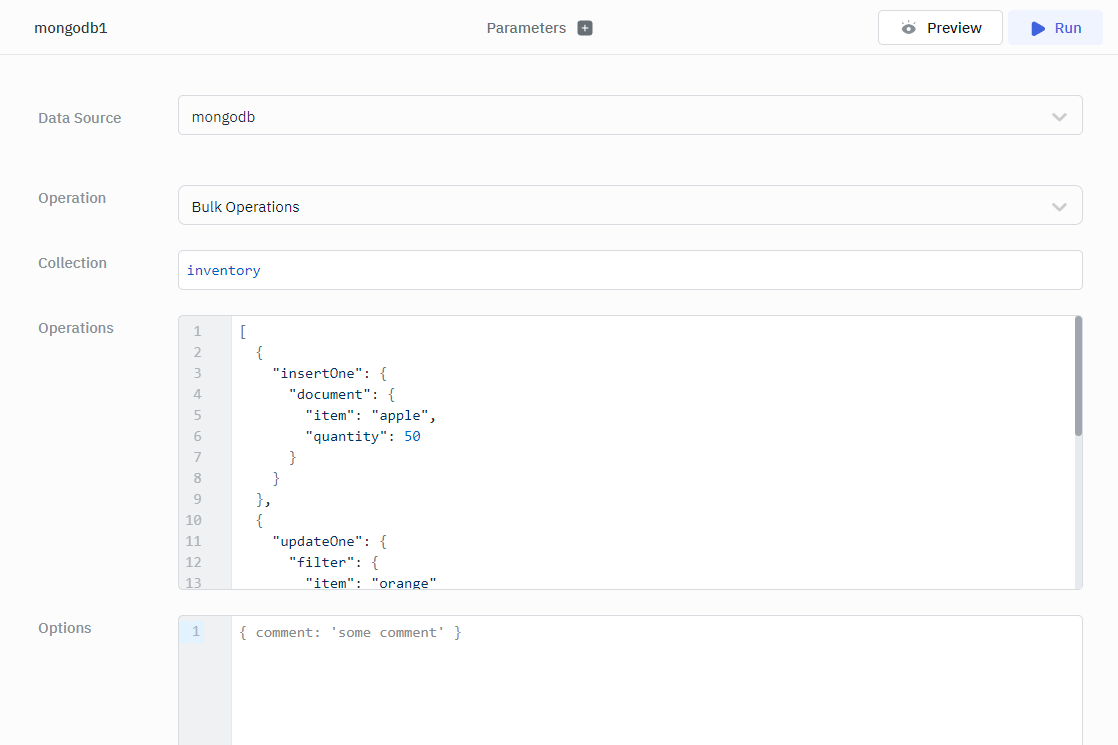 mongodb1
Parameters
Preview
Run
Data Source
mongodb
Operation
Bulk Operations
Collection
inventory
Operations
1 [
2 {
3 "insertOne": {
4 "document": {
5 "item": "apple",
6 "quantity": 50
7 }
8 }
9 },
10 {
11 "updateOne": {
12 "filter": {
13 "item": "orange"
Options
1 { comment: 'some comment' }